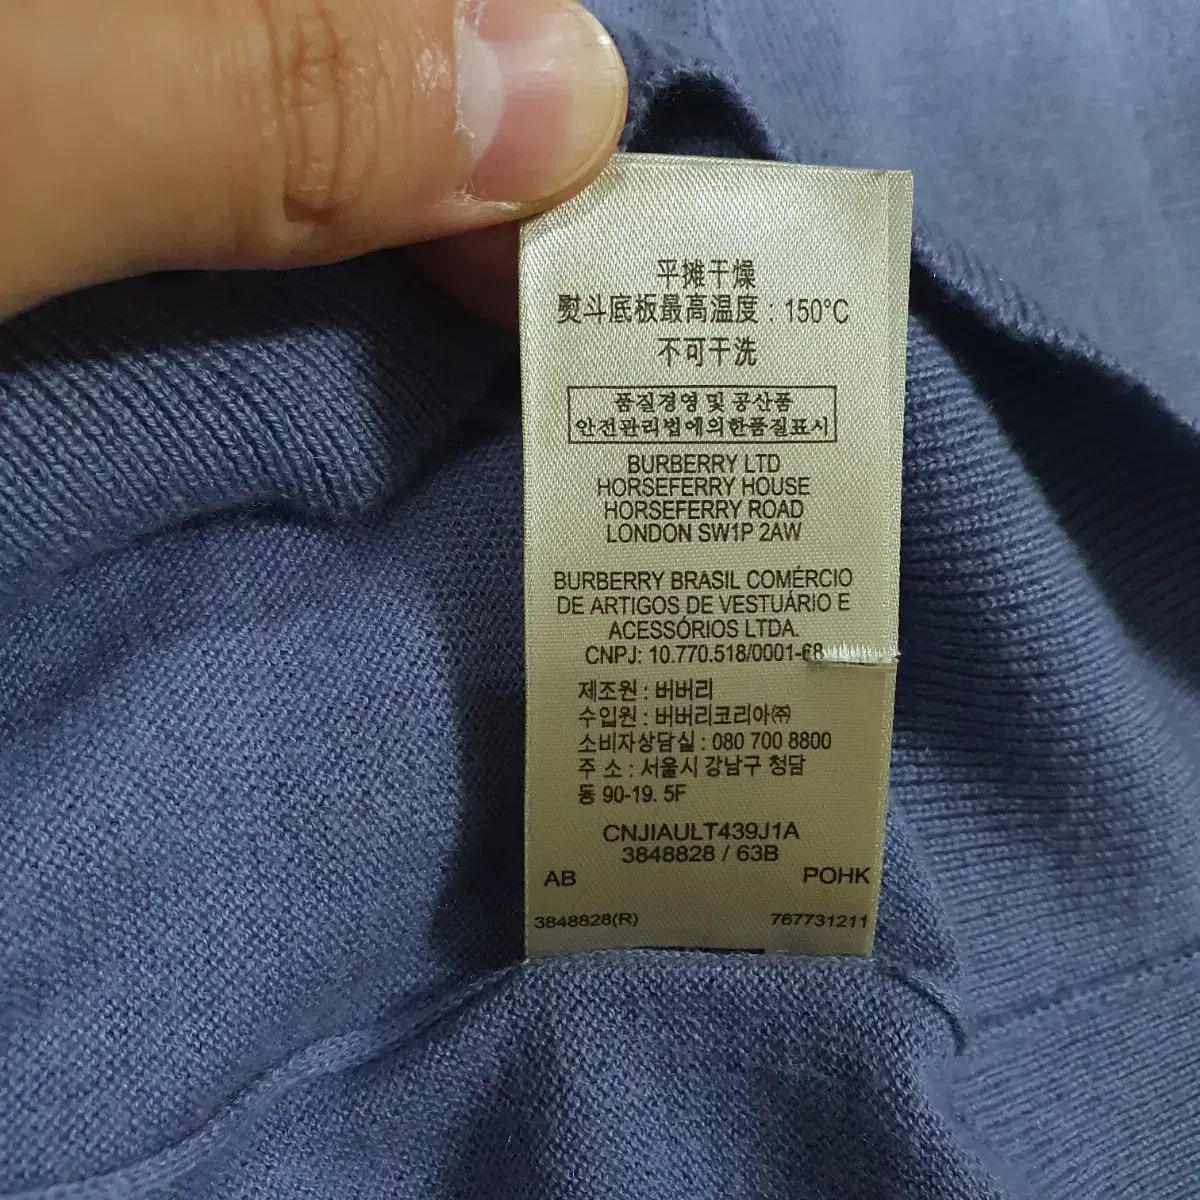 平摊干燥
熨斗底板最高温度 : 150°C
不可干洗
품질경영 및 공산품
안전관리법에의한품질표시
BURBERRY LTD
HORSEFERRY HOUSE
HORSEFERRY ROAD
LONDON SW1P 2AW
BURBERRY BRASIL COMÉRCIO
DE ARTIGOS DE VESTUÁRIO E
ACESSÓRIOS LTDA.
CNPJ: 10.770.518/0001-68
제조원 : 버버리
수입원 : 버버리코리아㈜
소비자상담실 : 080 700 8800
주 소 : 서울시 강남구 청담
동 90-19. 5F
CNJIAULT439J1A
3848828 / 63B
AB POHK
3848828(R) 767731211